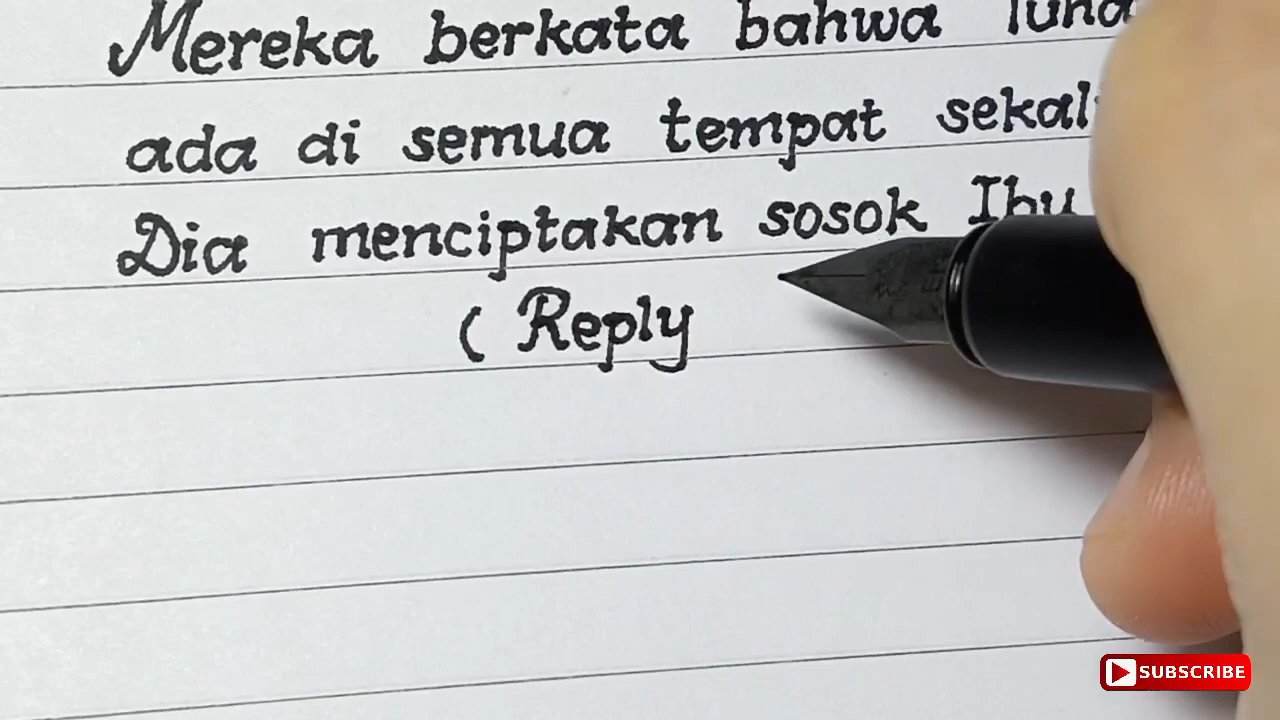 Mereka berkata bahwa
ada di semua tempat
Dia menciptakan sosok Ibu
( Reply
SUBSCRIBE